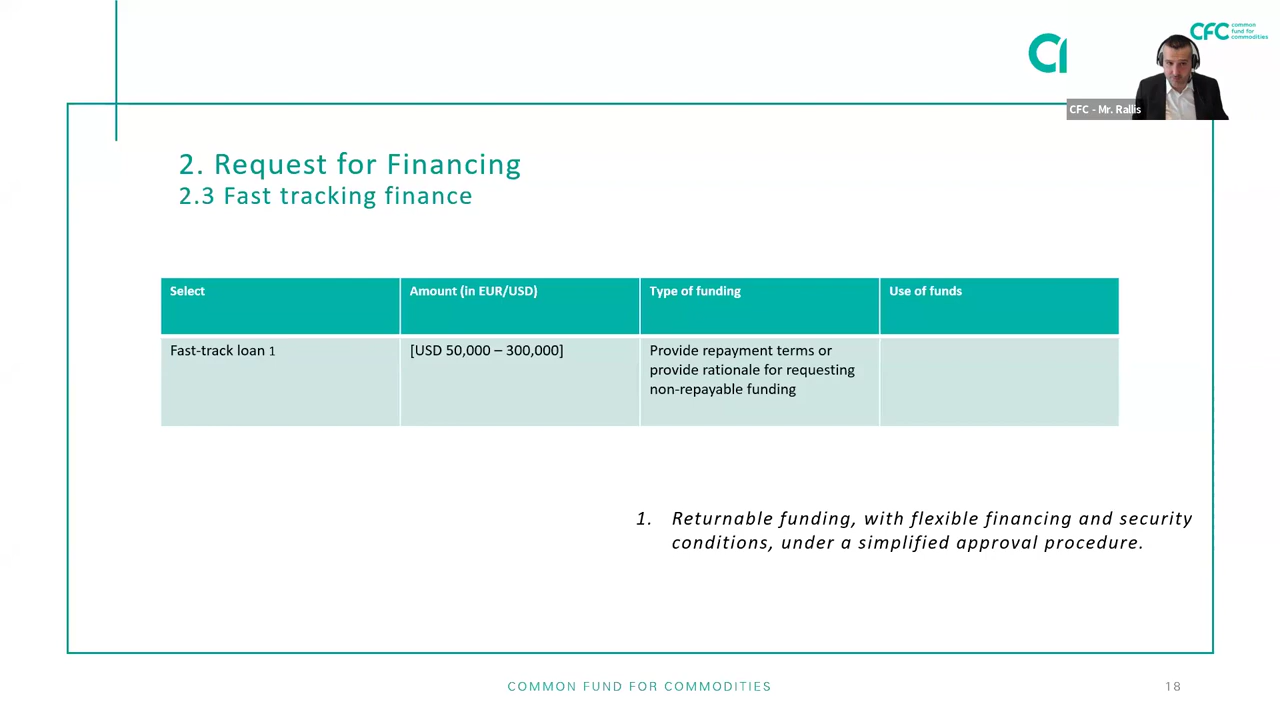 CFC common
fund for
commodities
CFC - Mr. Rallis
2. Request for Financing
2.3 Fast tracking finance
Select
Amount (in EUR/USD)
Type of funding
Use of funds
Fast-track loan 1
[USD 50,000 – 300,000]
Provide repayment terms or
provide rationale for requesting
non-repayable funding
1. Returnable funding, with flexible financing and security
conditions, under a simplified approval procedure.
COMMON FUND FOR COMMODITIES
18